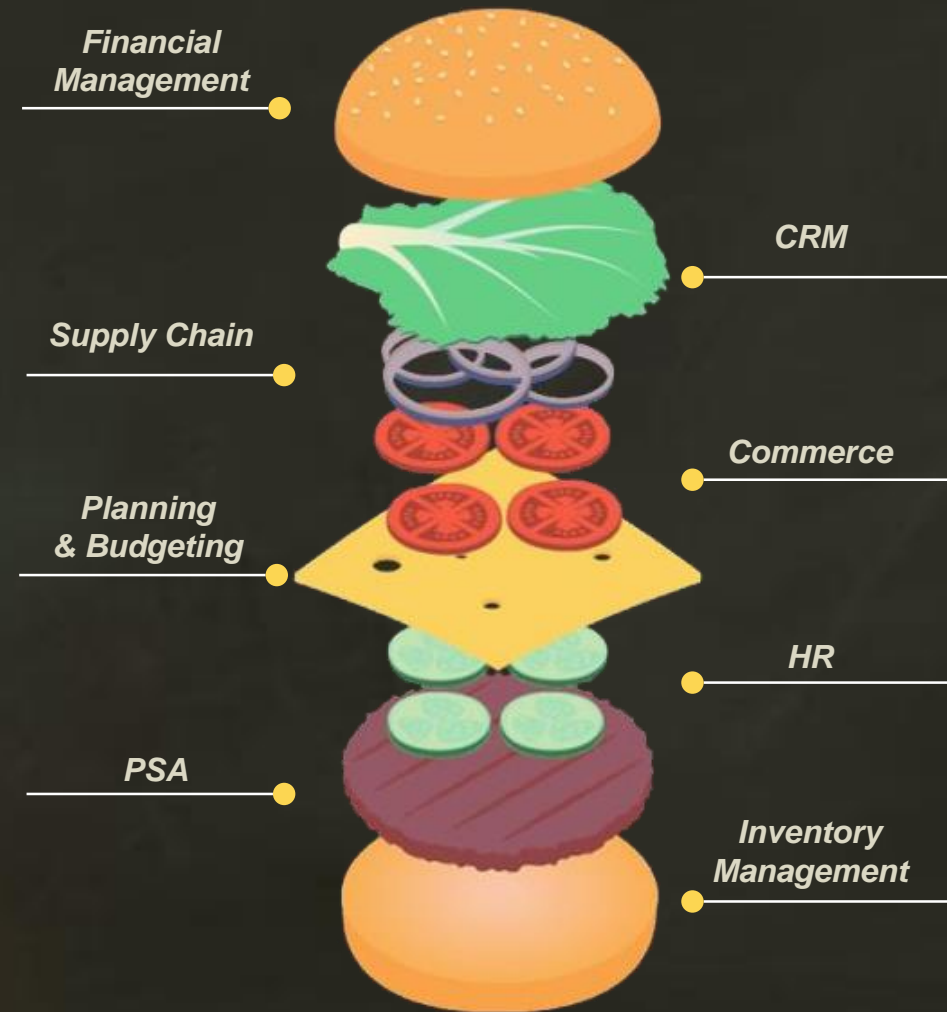 Financial
Management
CRM
Supply Chain
Commerce
Planning
& Budgeting
HR
PSA
Inventory
Management